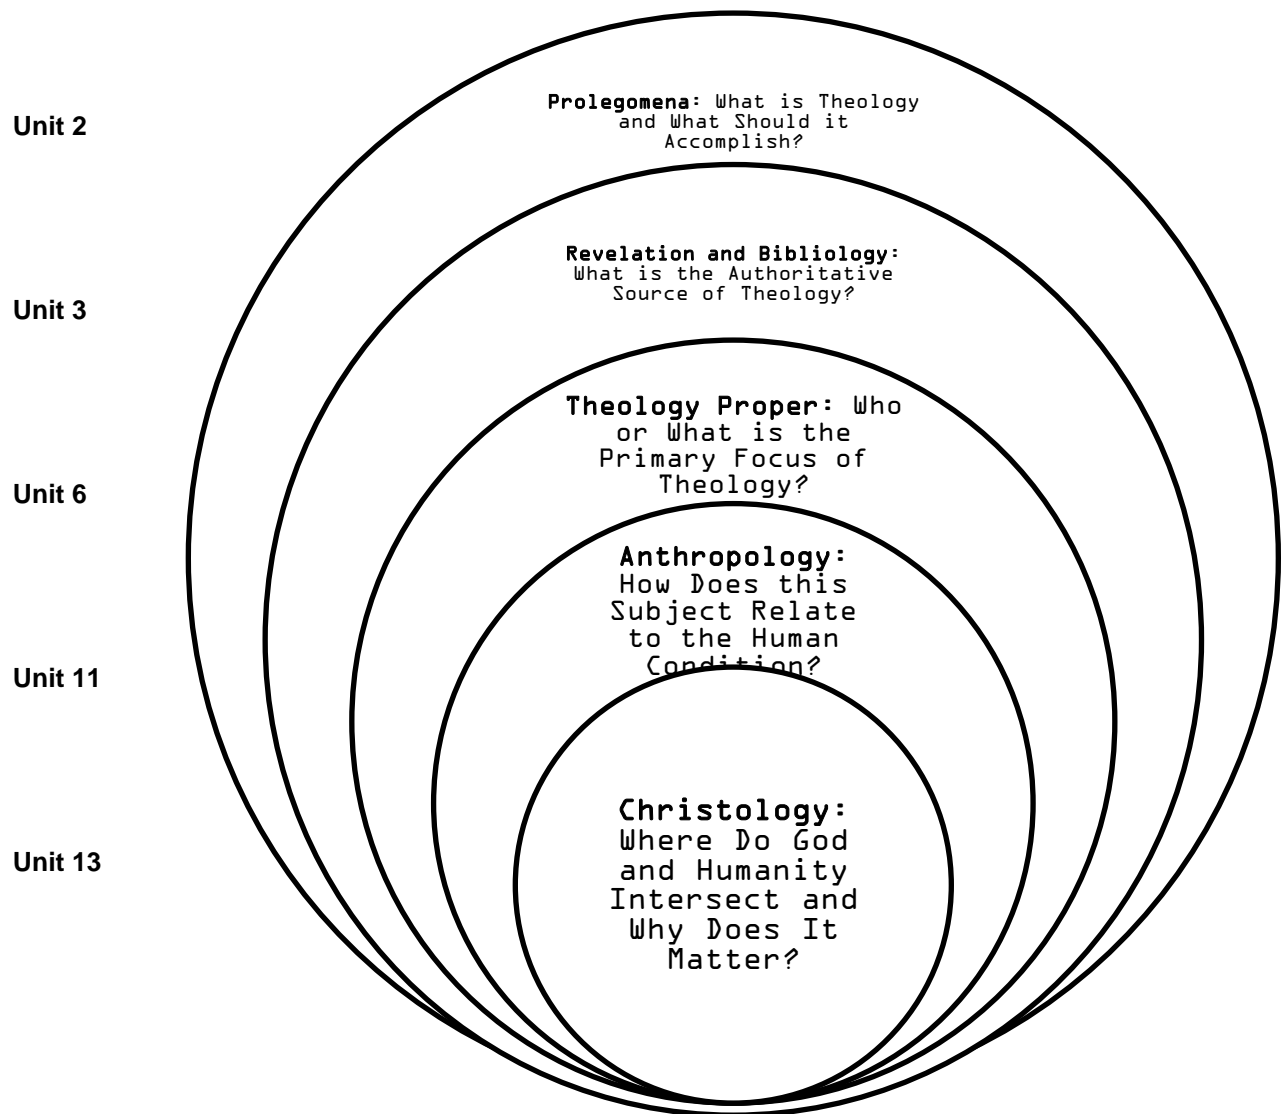 Unit 2
Prolegomena: What is Theology
and What Should it
Accomplish?
Unit 3
Revelation and Bibliology:
What is the Authoritative
Source of Theology?
Unit 6
Theology Proper: Who
or What is the
Primary Focus of
Theology?
Unit 11
Anthropology:
How Does this
Subject Relate
to the Human
Condition?
Unit 13
Christology:
Where Do God
and Humanity
Intersect and
Why Does It
Matter?